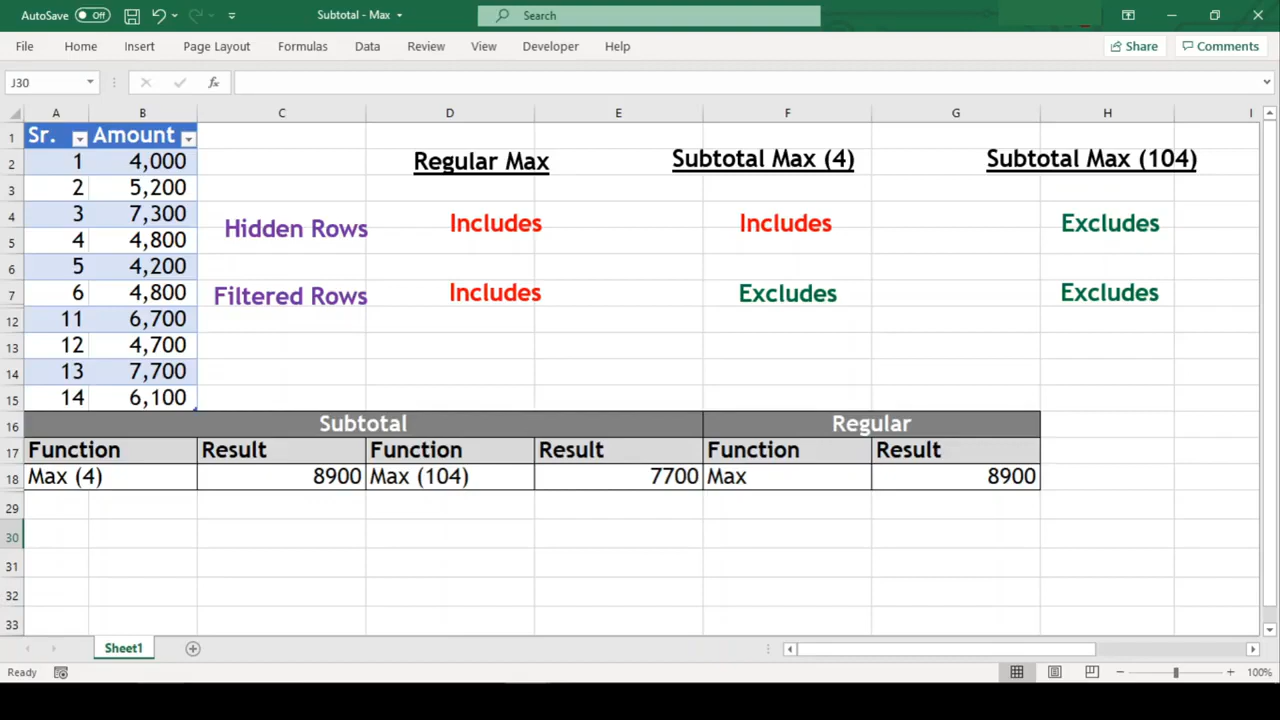 AutoSave Off Subtotal - Max Search
File Home Insert Page Layout Formulas Data Review View Developer Help Share Comments
J30 fx
A B C D E F G H I
1 Sr. Amount
2 1 4,000 Regular Max Subtotal Max (4) Subtotal Max (104)
3 2 5,200
4 3 7,300 Hidden Rows Includes Includes Excludes
5 4 4,800
6 5 4,200
7 6 4,800 Filtered Rows Includes Excludes Excludes
12 11 6,700
13 12 4,700
14 13 7,700
15 14 6,100
16 Subtotal Regular
17 Function Result Function Result Function Result
18 Max (4) 8900 Max (104) 7700 Max 8900
29
30
31
32
33
Sheet1
Ready 100%